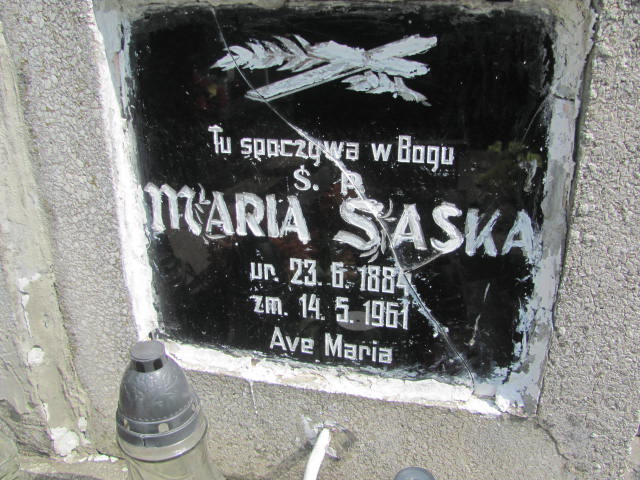 Tu spoczywa w Bogu
Ś. P.
MARIA SASKA
ur. 23. 6. 1884
zm. 14. 5. 1961
Ave Maria